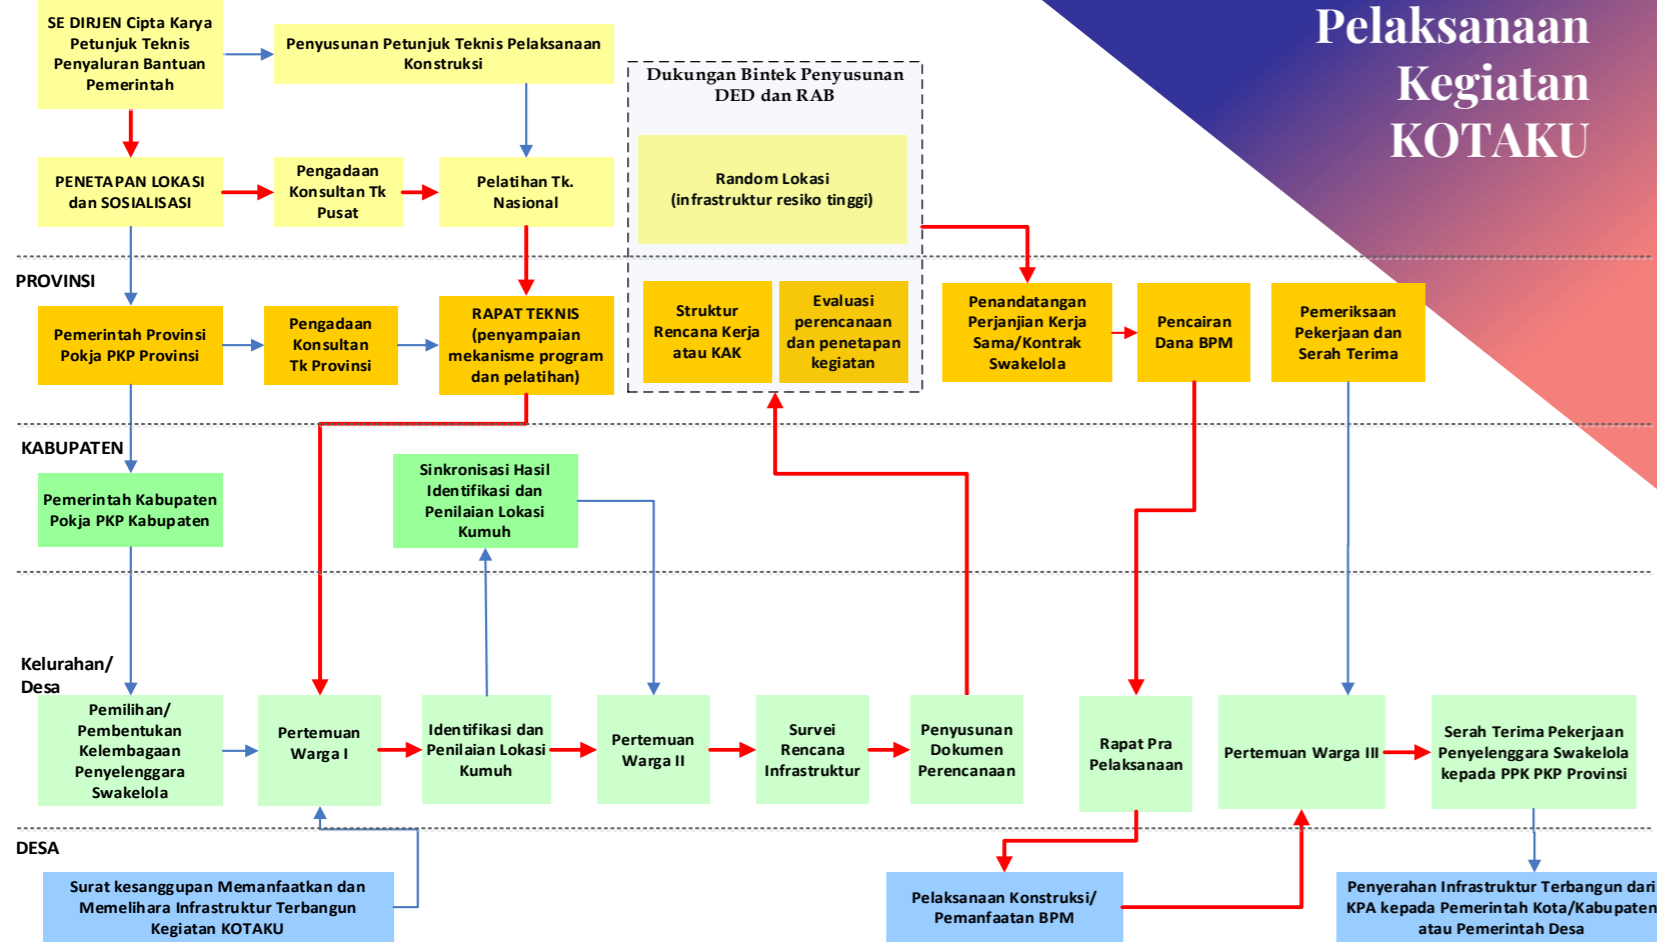 Pelaksanaan
Kegiatan
KOTAKU
SE DIRJEN Cipta Karya
Petunjuk Teknis
Penyaluran Bantuan
Pemerintah
Penyusunan Petunjuk Teknis Pelaksanaan
Konstruksi
Dukungan Bintek Penyusunan
DED dan RAB
PENETAPAN LOKASI
dan SOSIALISASI
Pengadaan
Konsultan Tk
Pusat
Pelatihan Tk.
Nasional
Random Lokasi
(infrastruktur resiko tinggi)
PROVINSI
Pemerintah Provinsi
Pokja PKP Provinsi
Pengadaan
Konsultan
Tk Provinsi
RAPAT TEKNIS
(penyampaian
mekanisme program
dan pelatihan)
Struktur
Rencana Kerja
atau KAK
Evaluasi
perencanaan
dan penetapan
kegiatan
Penandatangan
Perjanjian Kerja
Sama/Kontrak
Swakelola
Pencairan
Dana BPM
Pemeriksaan
Pekerjaan dan
Serah Terima
KABUPATEN
Pemerintah Kabupaten
Pokja PKP Kabupaten
Sinkronisasi Hasil
Identifikasi dan
Penilaian Lokasi
Kumuh
Kelurahan/
Desa
Pemilihan/
Pembentukan
Kelembagaan
Penyelenggara
Swakelola
Pertemuan
Warga I
Identifikasi dan
Penilaian Lokasi
Kumuh
Pertemuan
Warga II
Survei
Rencana
Infrastruktur
Penyusunan
Dokumen
Perencanaan
Rapat Pra
Pelaksanaan
Pertemuan Warga III
Serah Terima Pekerjaan
Penyelenggara Swakelola
kepada PPK PKP Provinsi
DESA
Surat kesanggupan Memanfaatkan dan
Memelihara Infrastruktur Terbangun
Kegiatan KOTAKU
Pelaksanaan Konstruksi/
Pemanfaatan BPM
Penyerahan Infrastruktur Terbangun dari
KPA kepada Pemerintah Kota/Kabupaten
atau Pemerintah Desa